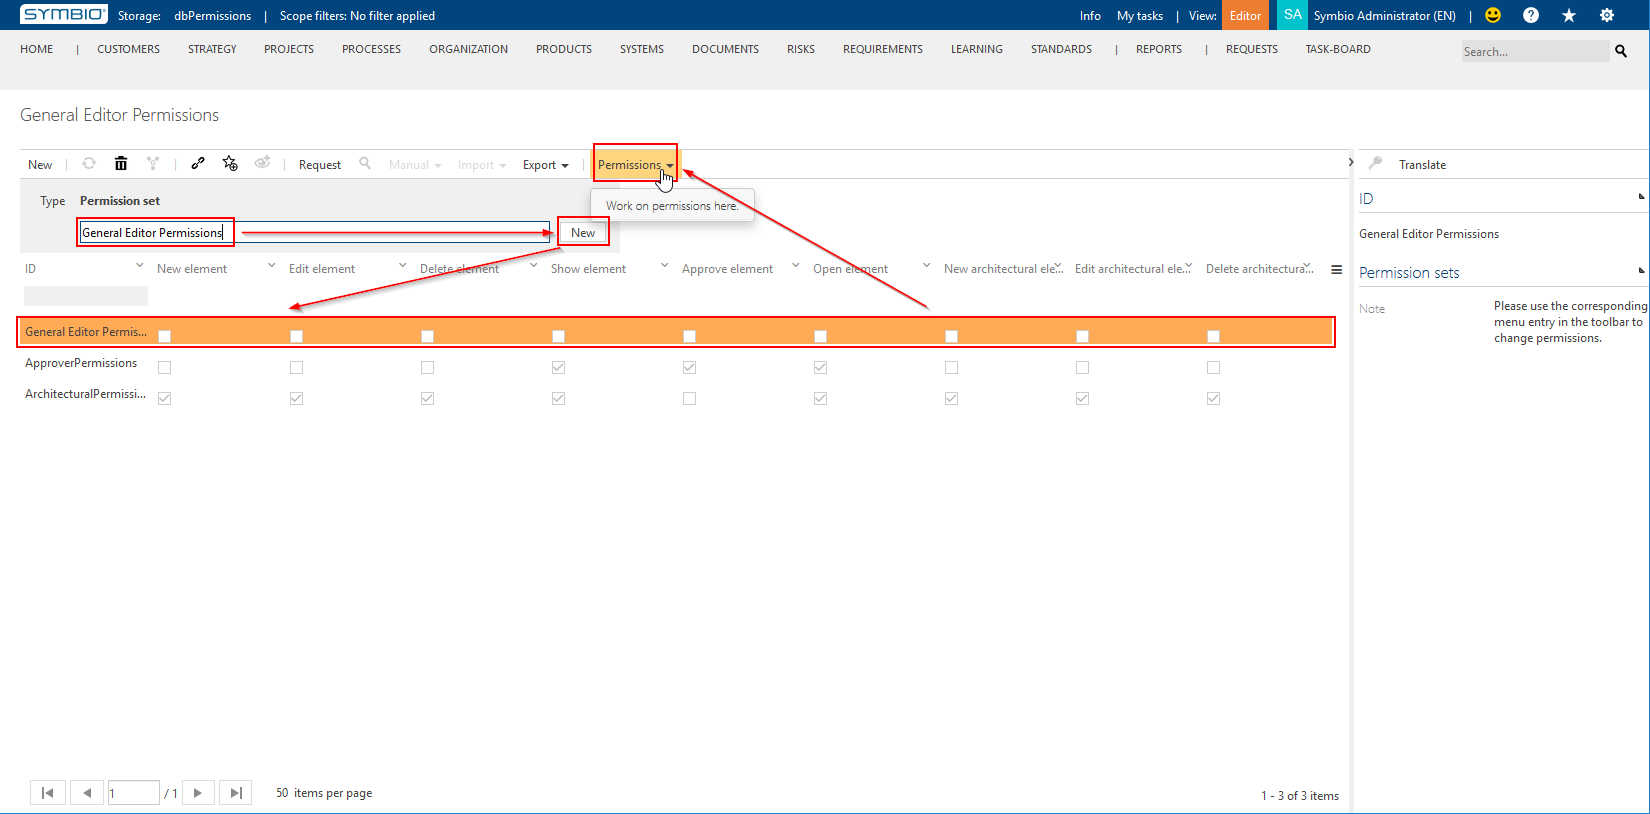 SYMBIO Storage: dbPermissions | Scope filters: No filter applied Info My tasks | View: Editor SA Symbio Administrator (EN) |
HOME | CUSTOMERS STRATEGY PROJECTS PROCESSES ORGANIZATION PRODUCTS SYSTEMS DOCUMENTS RISKS REQUIREMENTS LEARNING STANDARDS | REPORTS | REQUESTS TASK-BOARD Search...
General Editor Permissions
New | | Request Manual Import Export | Permissions Translate
Type Permission set
Work on permissions here.
General Editor Permissions New
ID
General Editor Permissions
ID New element Edit element Delete element Show element Approve element Open element New architectural ele... Edit architectural ele... Delete architectura...
Permission sets
Note Please use the corresponding
menu entry in the toolbar to
change permissions.
General Editor Permis...
ApproverPermissions
ArchitecturalPermissi...
1 / 1 50 items per page 1 - 3 of 3 items